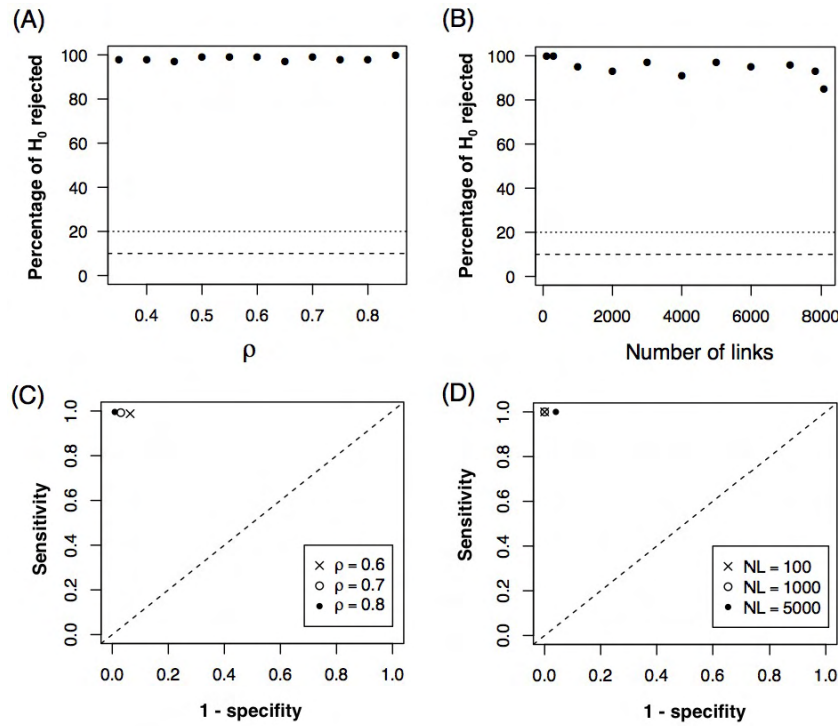 (A)
Percentage of H0 rejected
100
80
60
40
20
0
0.4 0.5 0.6 0.7 0.8
ρ
(B)
Percentage of H0 rejected
100
80
60
40
20
0
0 2000 4000 6000 8000
Number of links
(C)
Sensitivity
1.0
0.8
0.6
0.4
0.2
0.0
ρ = 0.6
ρ = 0.7
ρ = 0.8
0.0 0.2 0.4 0.6 0.8 1.0
1 - specifity
(D)
Sensitivity
1.0
0.8
0.6
0.4
0.2
0.0
NL = 100
NL = 1000
NL = 5000
0.0 0.2 0.4 0.6 0.8 1.0
1 - specifity